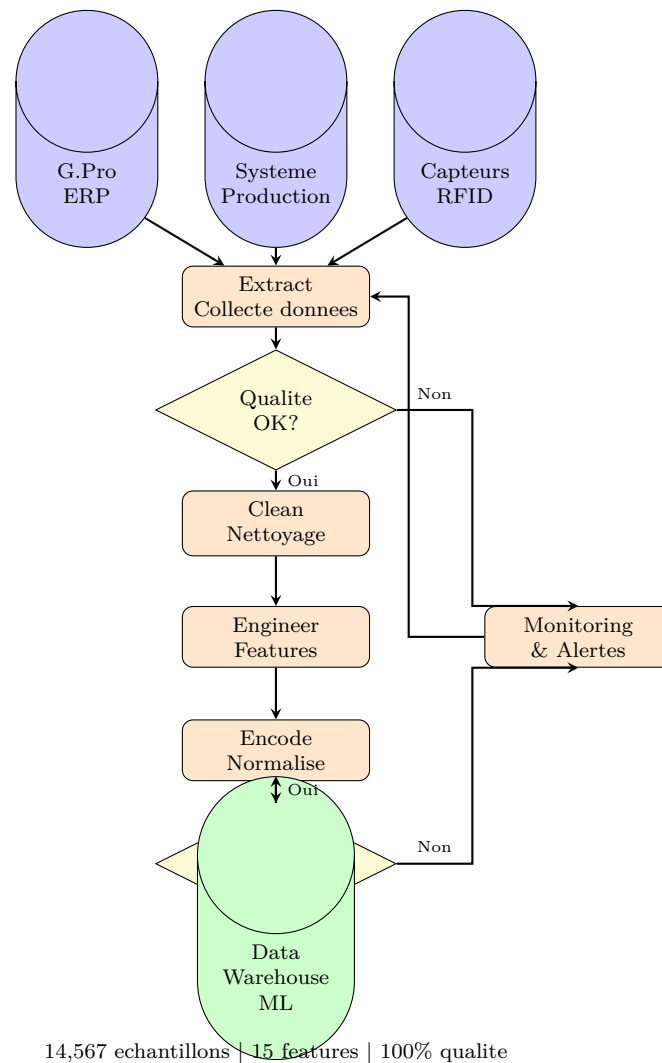 G.Pro
ERP
Systeme
Production
Capteurs
RFID
Extract
Collecte donnees
Qualite
OK?
Non
Oui
Clean
Nettoyage
Engineer
Features
Monitoring
& Alertes
Encode
Normalise
Oui
Non
Data
Warehouse
ML
14,567 echantillons | 15 features | 100% qualite